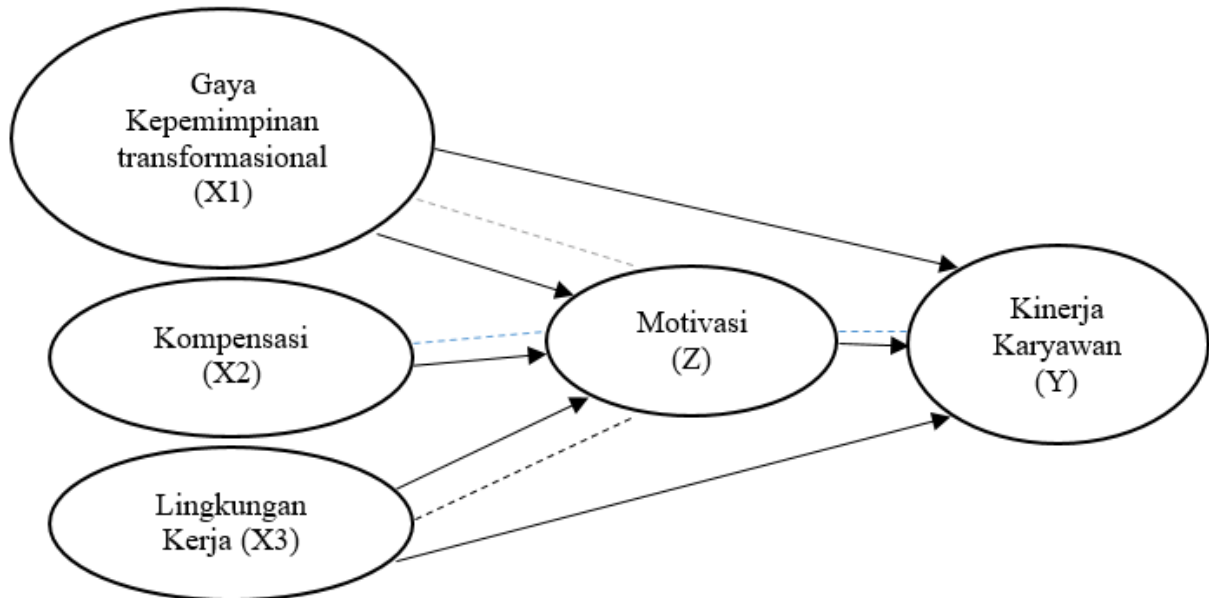 Gaya
Kepemimpinan
transformasional
(X1)
Kompensasi
(X2)
Lingkungan
Kerja (X3)
Motivasi
(Z)
Kinerja
Karyawan
(Y)